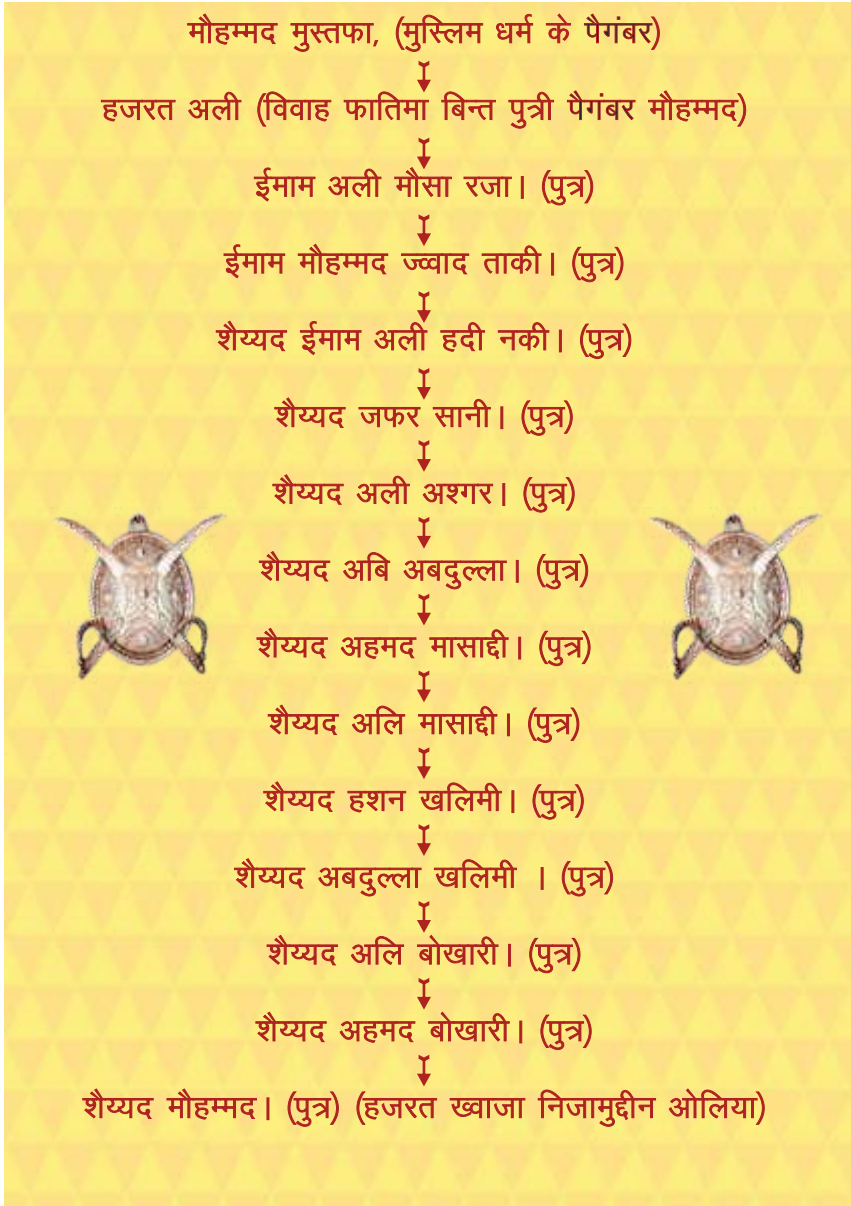 मौहम्मद मुस्तफा, (मुस्लिम धर्म के पैगंबर)
हजरत अली (विवाह फातिमा बिन्त पुत्री पैगंबर मौहम्मद)
ईमाम अली मौसा रजा। (पुत्र)
ईमाम मौहम्मद ज्व्वाद ताकी। (पुत्र)
शैय्यद ईमाम अली हदी नकी। (पुत्र)
शैय्यद जफर सानी। (पुत्र)
शैय्यद अली अश्गर। (पुत्र)
शैय्यद अबि अबदुल्ला। (पुत्र)
शैय्यद अहमद मासाद्दी। (पुत्र)
शैय्यद अलि मासाद्दी। (पुत्र)
शैय्यद हशन खलिमी। (पुत्र)
शैय्यद अबदुल्ला खलिमी । (पुत्र)
शैय्यद अलि बोखारी। (पुत्र)
शैय्यद अहमद बोखारी। (पुत्र)
शैय्यद मौहम्मद। (पुत्र) (हजरत ख्वाजा निजामुद्दीन ओलिया)